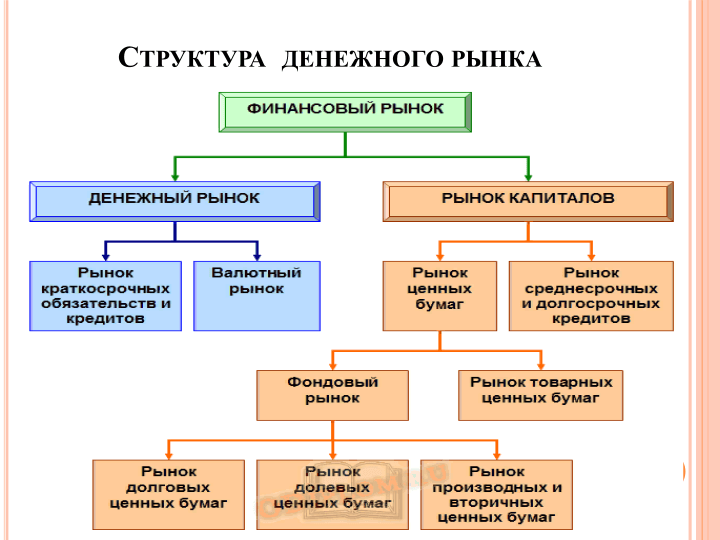 Структура денежного рынка
ФИНАНСОВЫЙ РЫНОК
ДЕНЕЖНЫЙ РЫНОК
РЫНОК КАПИТАЛОВ
Рынок
краткосрочных
обязательств и
кредитов
Валютный
рынок
Рынок
ценных
бумаг
Рынок
среднесрочных
и долгосрочных
кредитов
Фондовый
рынок
Рынок товарных
ценных бумаг
Рынок
долговых
ценных бумаг
Рынок
долевых
ценных бумаг
Рынок
производных и
вторичных
ценных бумаг